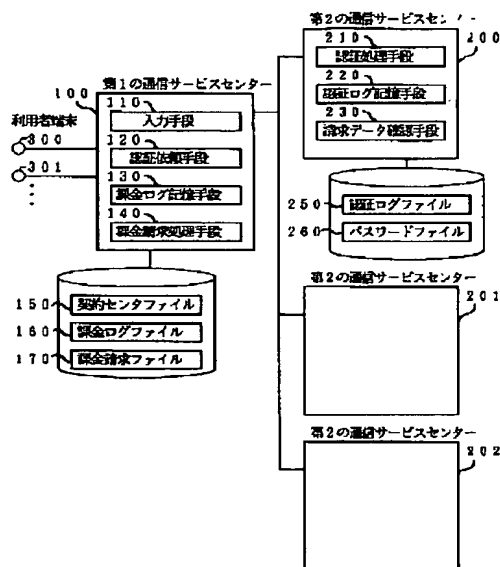 第1の通信サービスセンター
100
110
入力手段
120
認証依頼手段
130
課金ログ記憶手段
140
課金請求処理手段
利用者端末
300
301
150
契約センタファイル
160
課金ログファイル
170
課金請求ファイル
第2の通信サービスセンター
200
210
認証処理手段
220
認証ログ記憶手段
230
請求データ確認手段
250
認証ログファイル
260
パスワードファイル
第2の通信サービスセンター
201
第2の通信サービスセンター
202